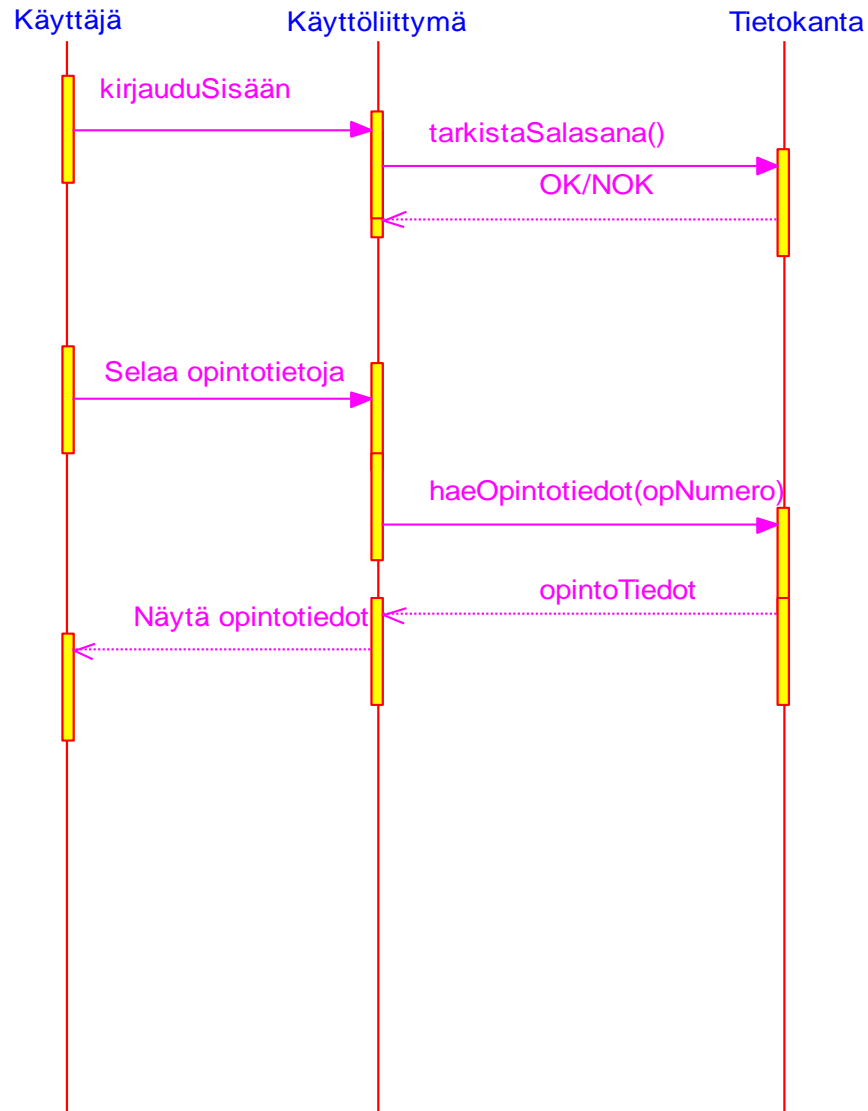 Käyttäjä
Käyttöliittymä
Tietokanta
kirjauduSisään
tarkistaSalasana()
OK/NOK
Selaa opintotietoja
haeOpintotiedot(opNumero)
opintoTiedot
Näytä opintotiedot